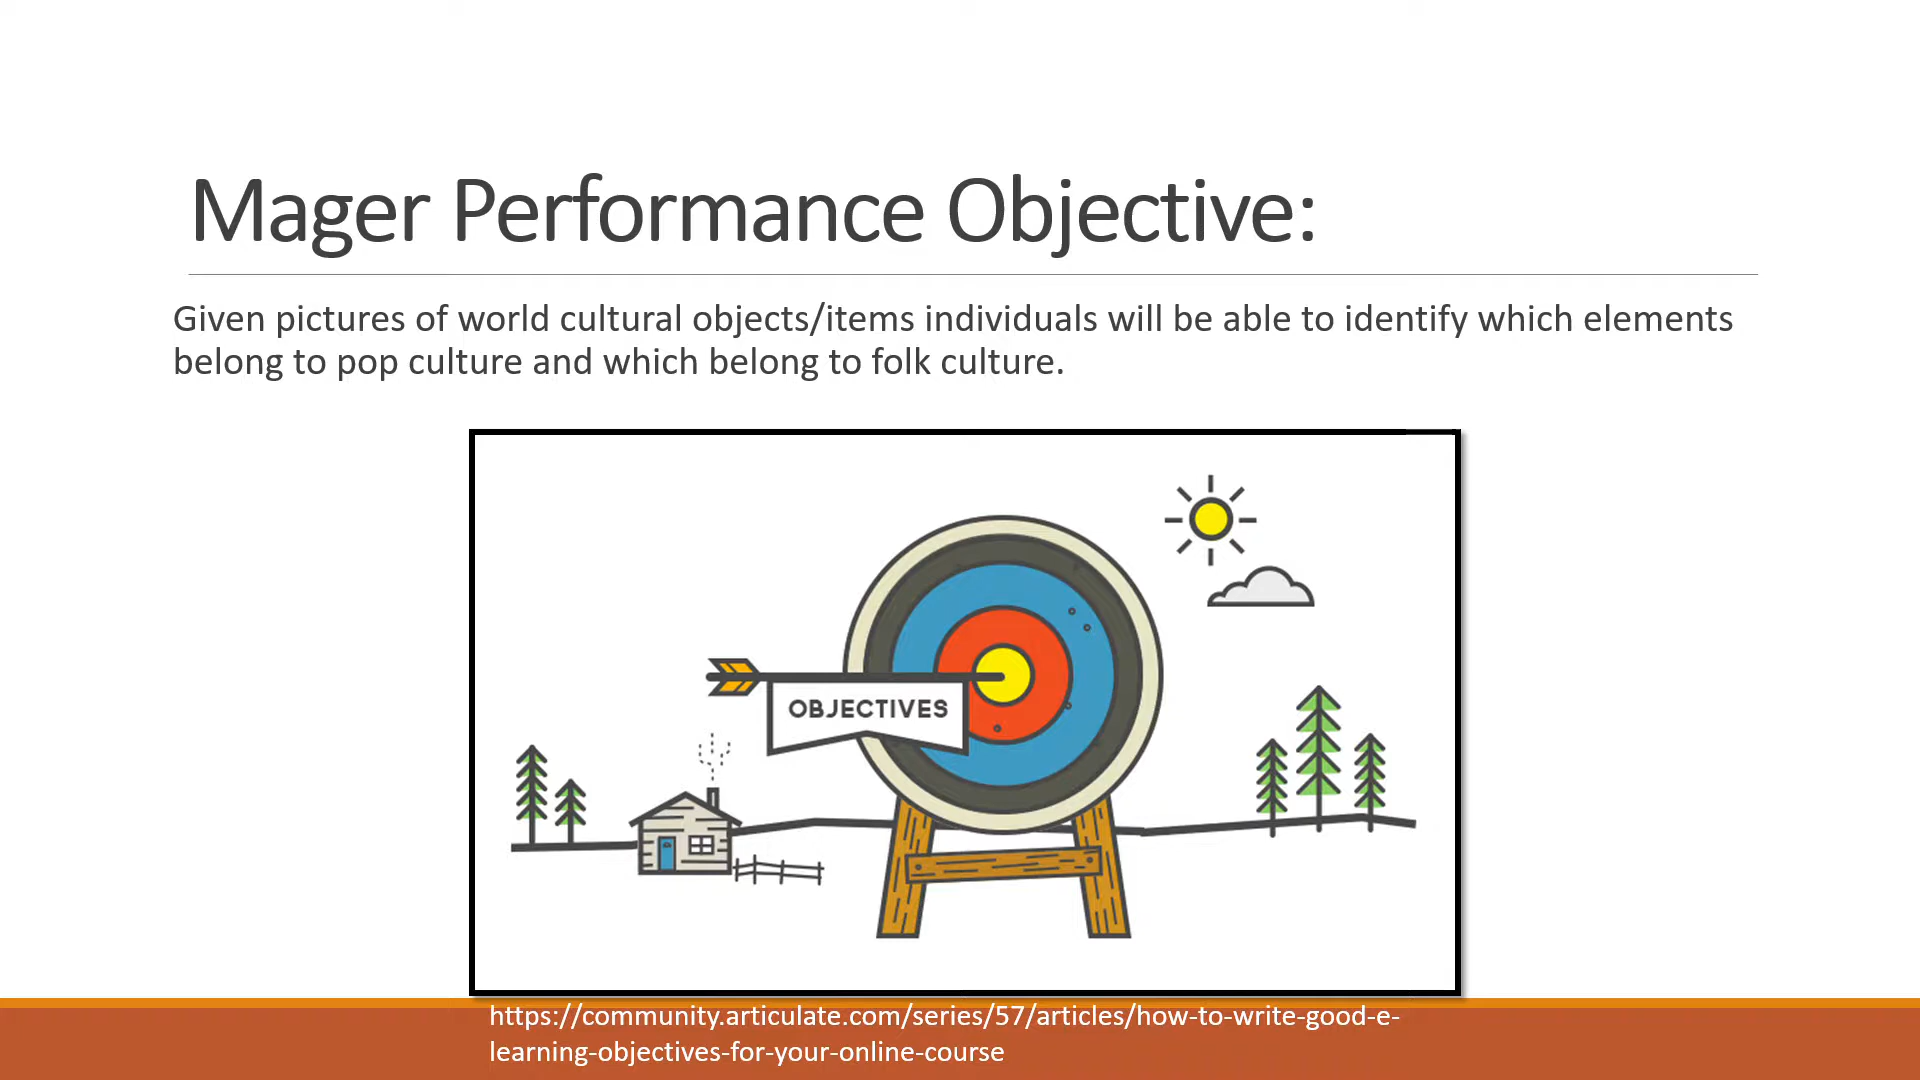 Mager Performance Objective:
Given pictures of world cultural objects/items individuals will be able to identify which elements
belong to pop culture and which belong to folk culture.
OBJECTIVES
https://community.articulate.com/series/57/articles/how-to-write-good-e-
learning-objectives-for-your-online-course